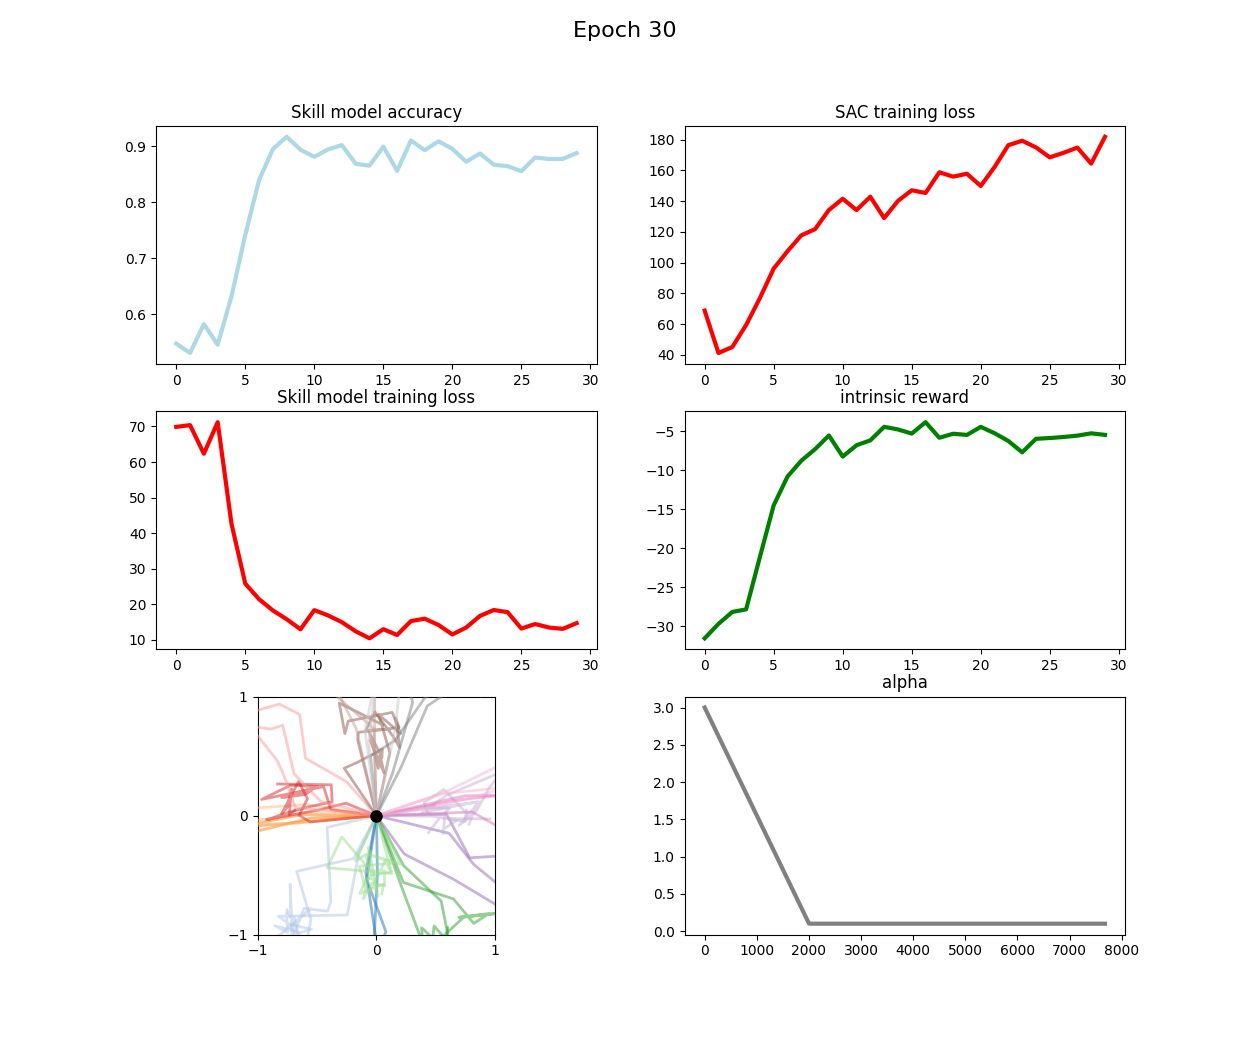 Epoch 30
Skill model accuracy
0.9
0.8
0.7
0.6
0 5 10 15 20 25 30
SAC training loss
180
160
140
120
100
80
60
40
0 5 10 15 20 25 30
Skill model training loss
70
60
50
40
30
20
10
0 5 10 15 20 25 30
intrinsic reward
−5
−10
−15
−20
−25
−30
0 5 10 15 20 25 30
1
0
−1
−1 0 1
alpha
3.0
2.5
2.0
1.5
1.0
0.5
0.0
0 1000 2000 3000 4000 5000 6000 7000 8000